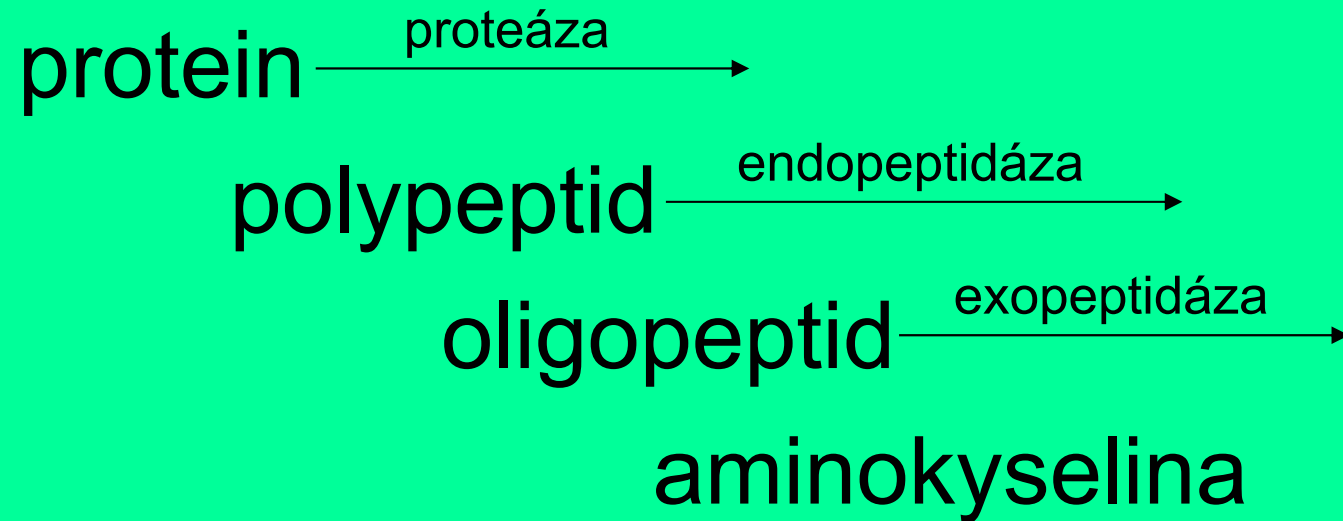 protein proteáza
polypeptid endopeptidáza
oligopeptid exopeptidáza
aminokyselina